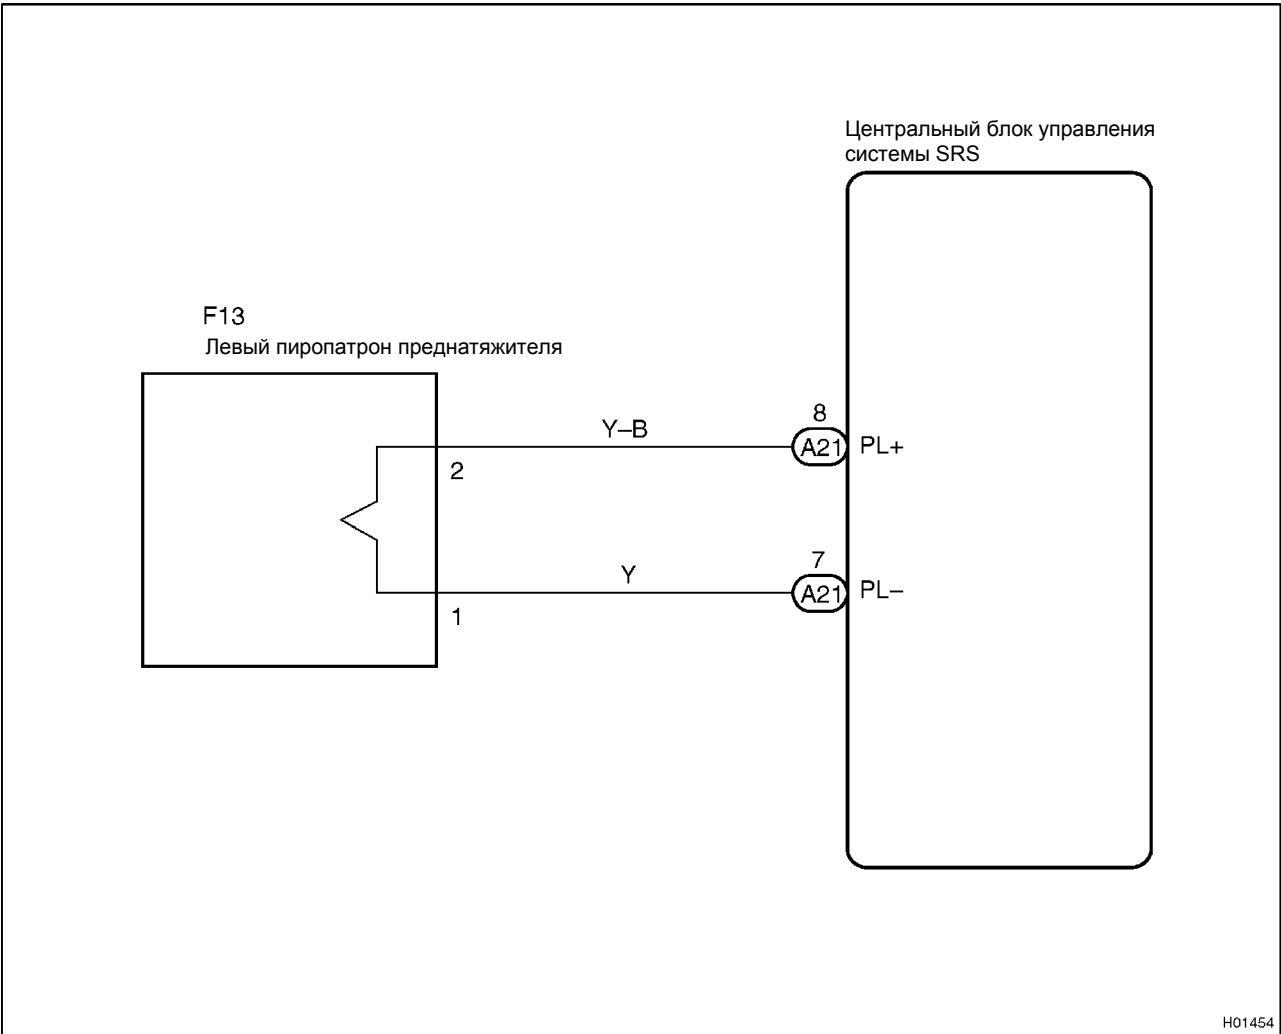 Центральный блок управления
системы SRS
F13
Левый пиропатрон преднатяжителя
Y–B
8
A21
PL+
2
Y
7
A21
PL–
1
H01454